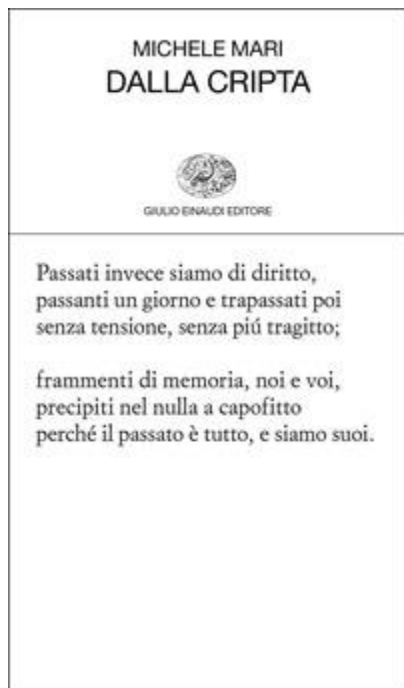 MICHELE MARI
DALLA CRIPTA
GIULIO EINAUDI EDITORE
Passati invece siamo di diritto,
passanti un giorno e trapassati poi
senza tensione, senza piú tragitto;
frammenti di memoria, noi e voi,
precipiti nel nulla a capofitto
perché il passato è tutto, e siamo suoi.